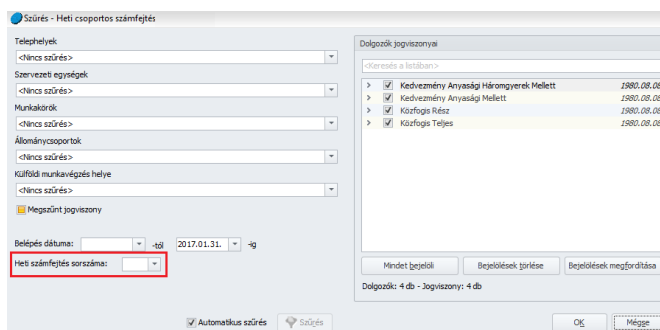 Szűrés - Heti csoportos számfejtés
Telephelyek
<Nincs szűrés>
Szervezeti egységek
<Nincs szűrés>
Munkakörök
<Nincs szűrés>
Állománycsoportok
<Nincs szűrés>
Külföldi munkavégzés helye
<Nincs szűrés>
Megszűnt jogviszony
Belépés dátuma: -tól 2017.01.31. -ig
Heti számfejtés sorszáma:
Automatikus szűrés Szűrés
Dolgozók jogviszonyai
<Keresés a listában>
Kedvezmény Anyasági Háromgyerek Mellett 1980.08.08
Kedvezmény Anyasági Mellett 1980.08.08
Közfogis Rész 1980.08.08
Közfogis Teljes 1980.08.08
Mindet bejelöli Bejelölések törlése Bejelölések megfordítása
Dolgozók: 4 db - Jogviszony: 4 db
OK Mégse